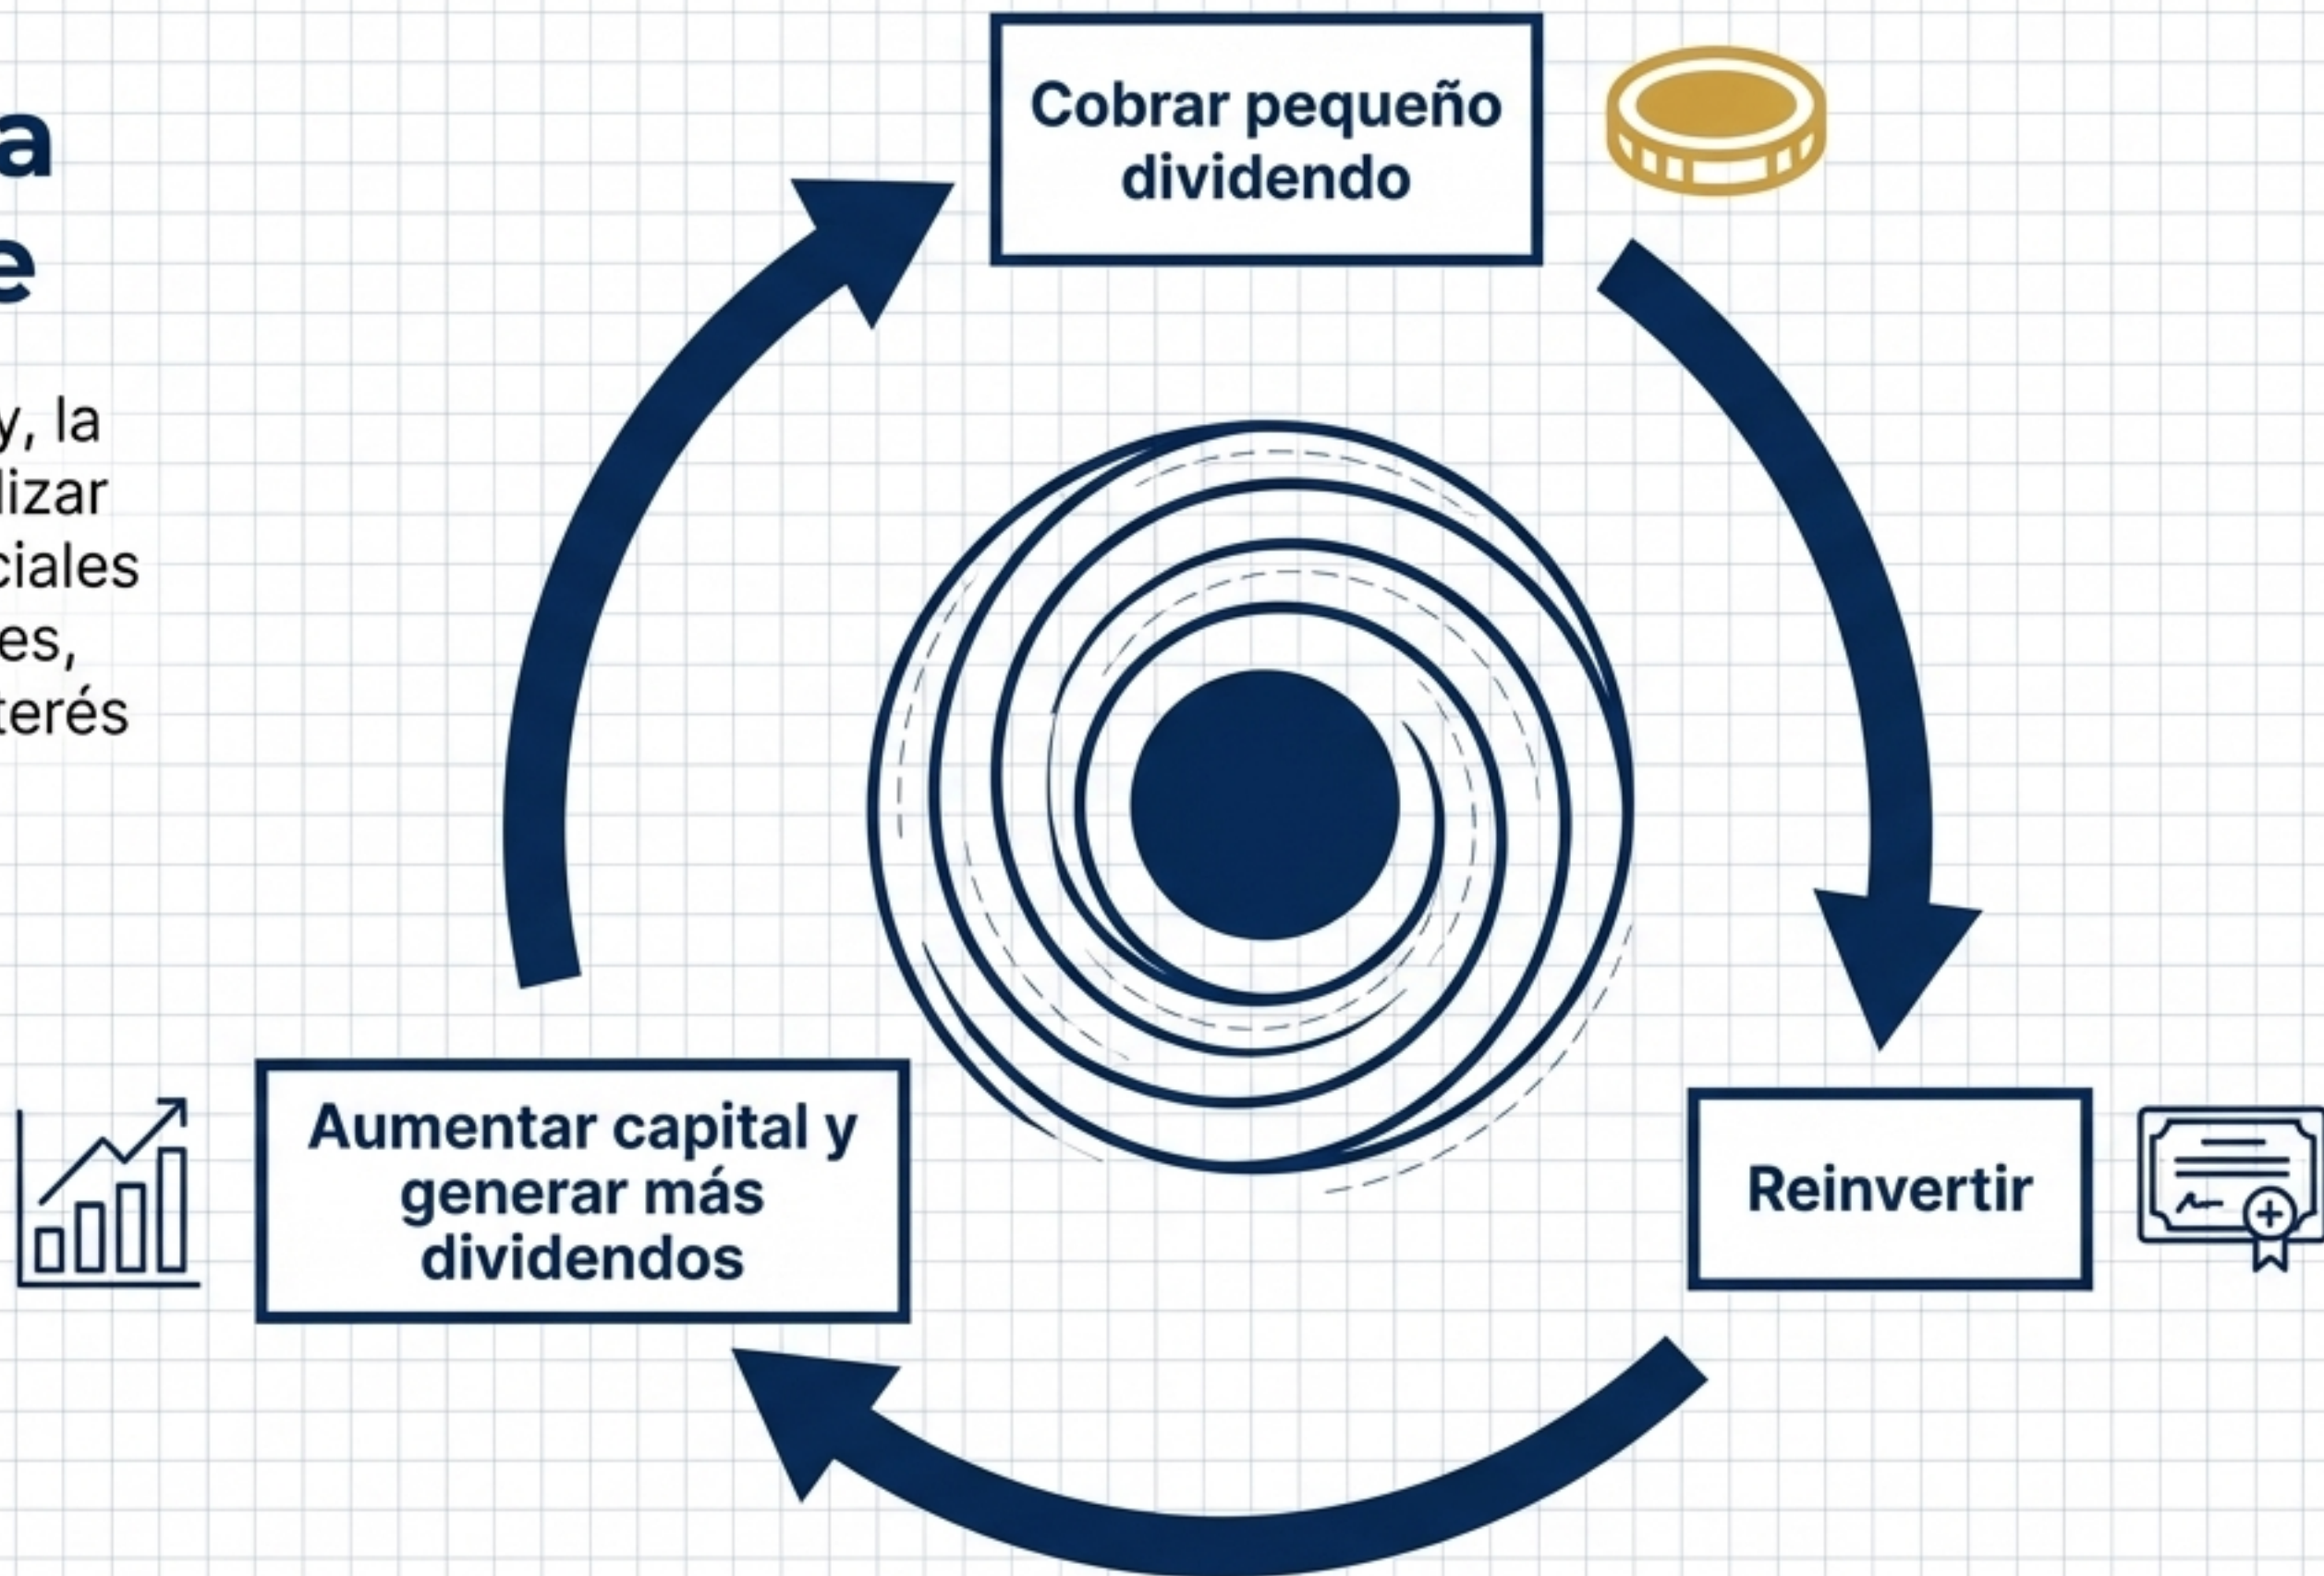 a
e
y, la
lizar
ciales
es,
terés
Cobrar pequeño
dividendo
Reinvertir
Aumentar capital y
generar más
dividendos